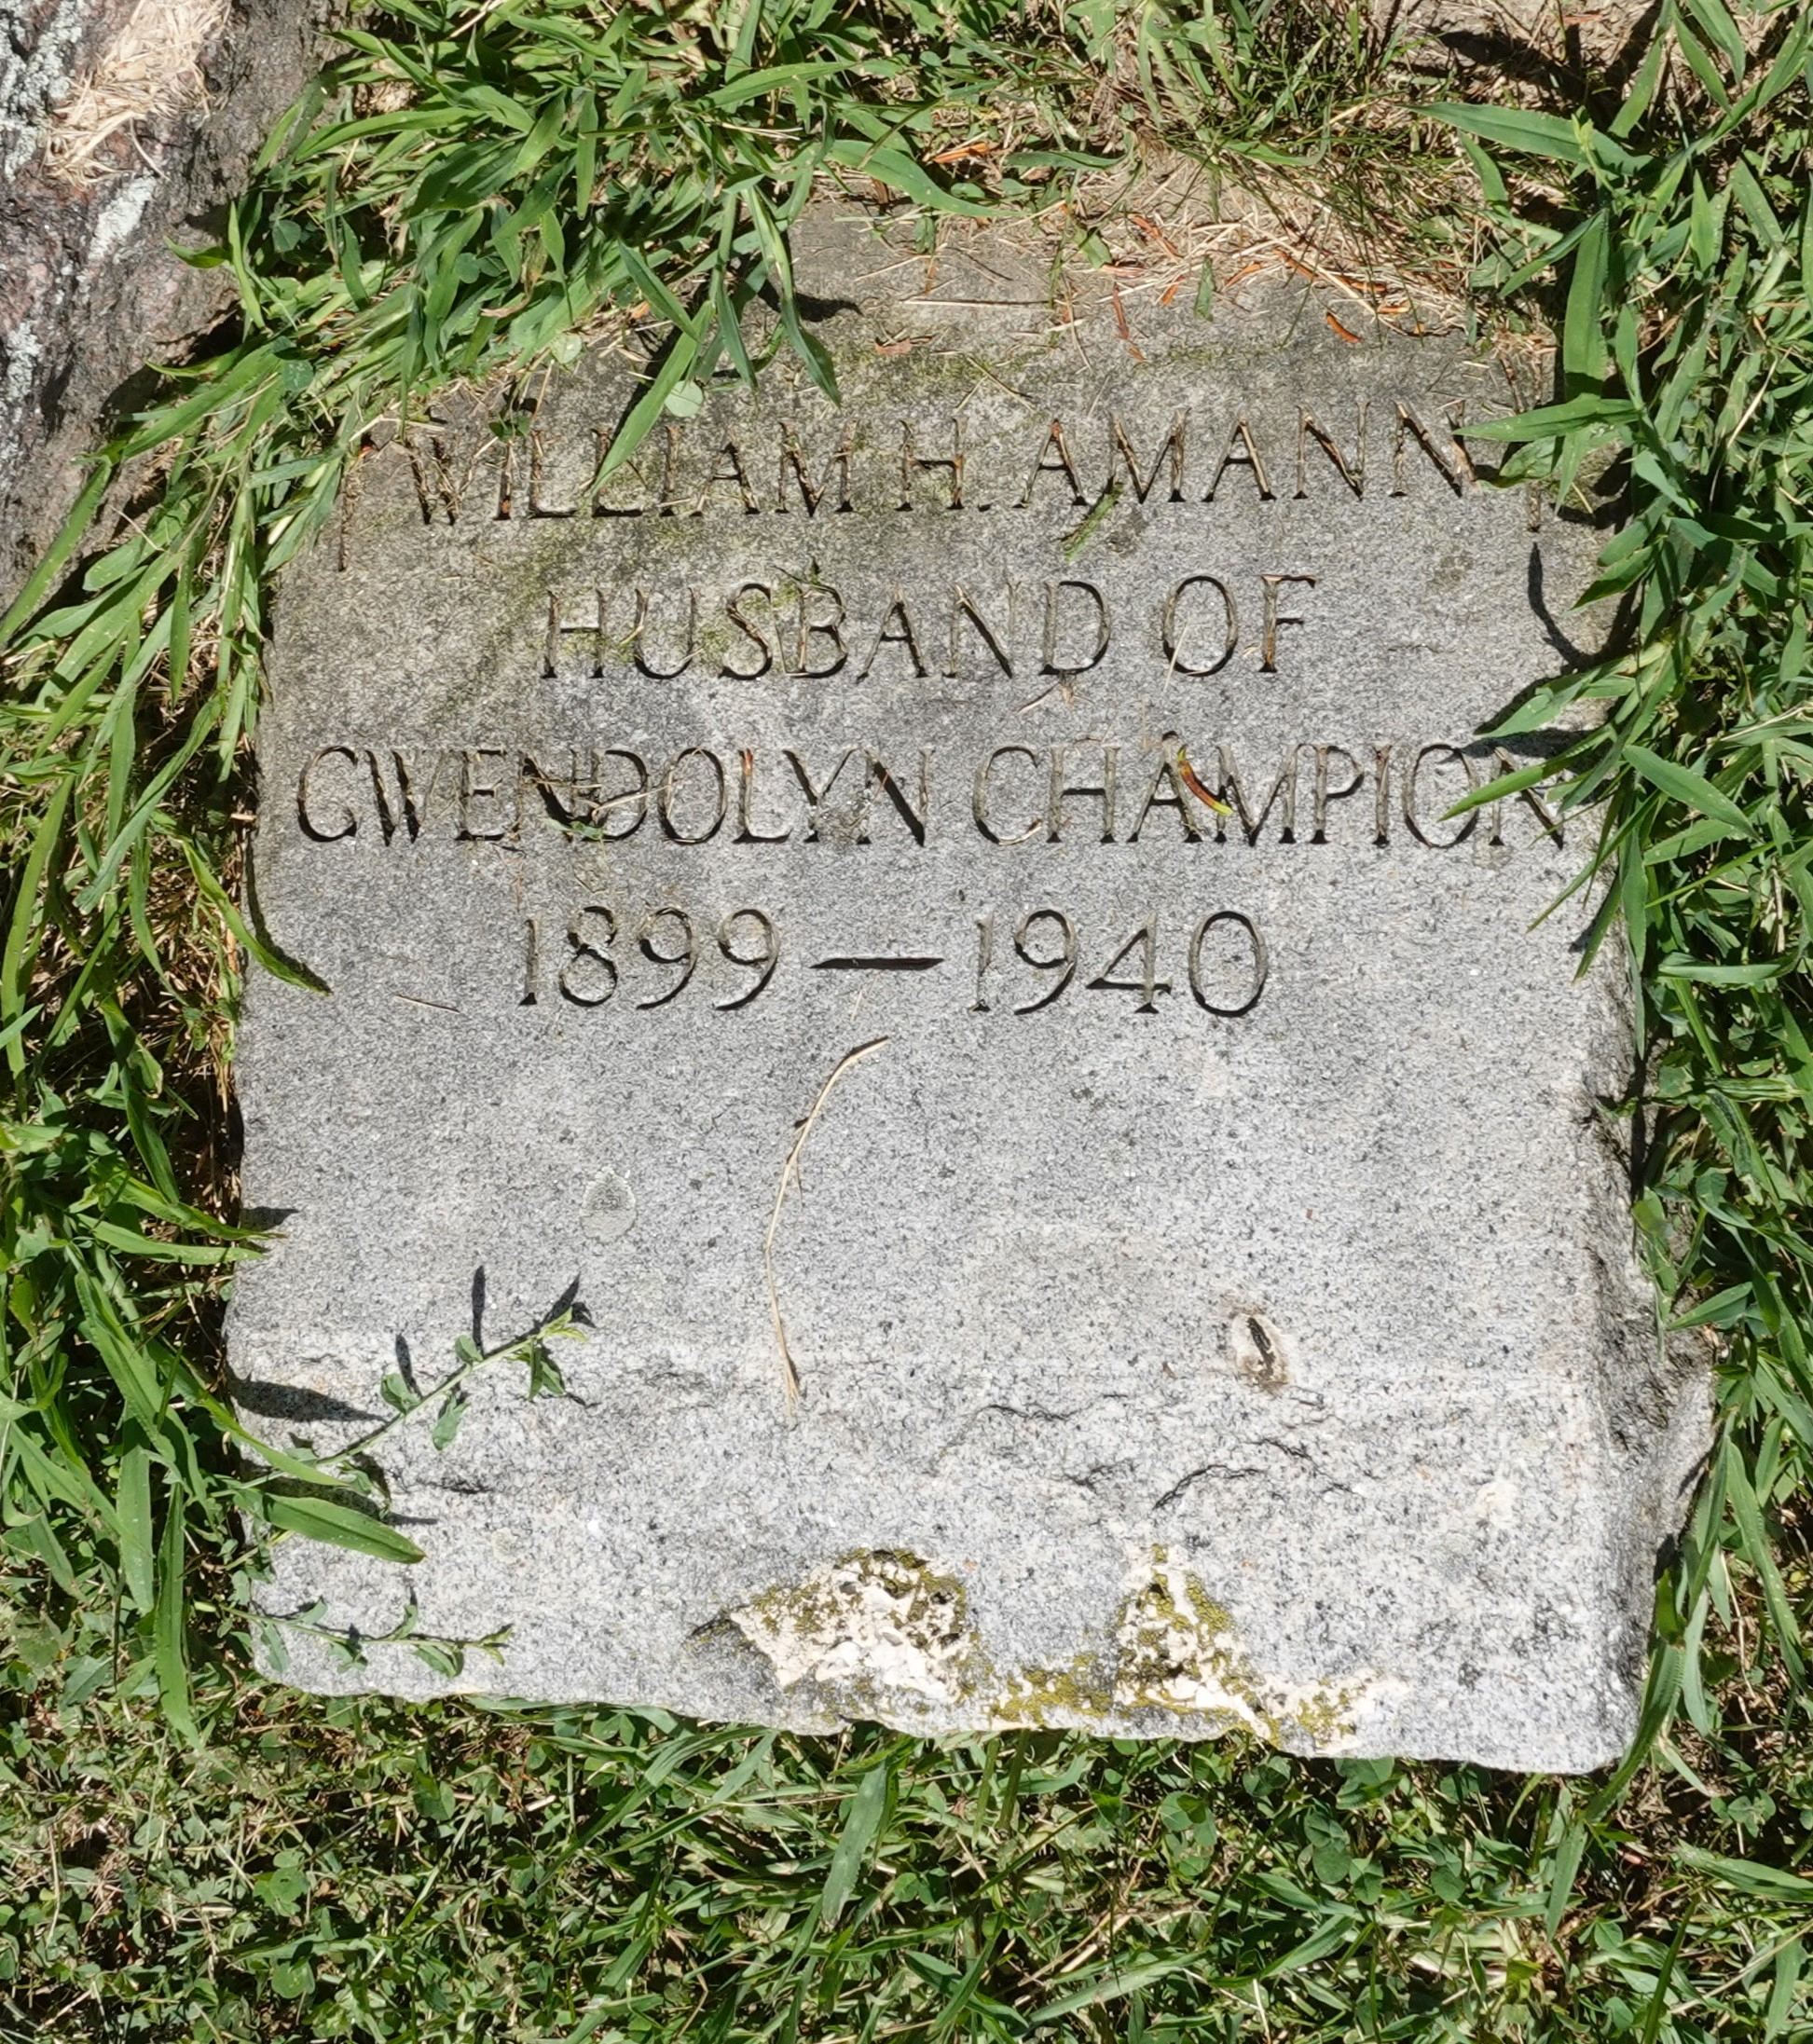 WILLIAM H. AMANN
HUSBAND OF
GWENDOLYN CHAMPION
1899 — 1940